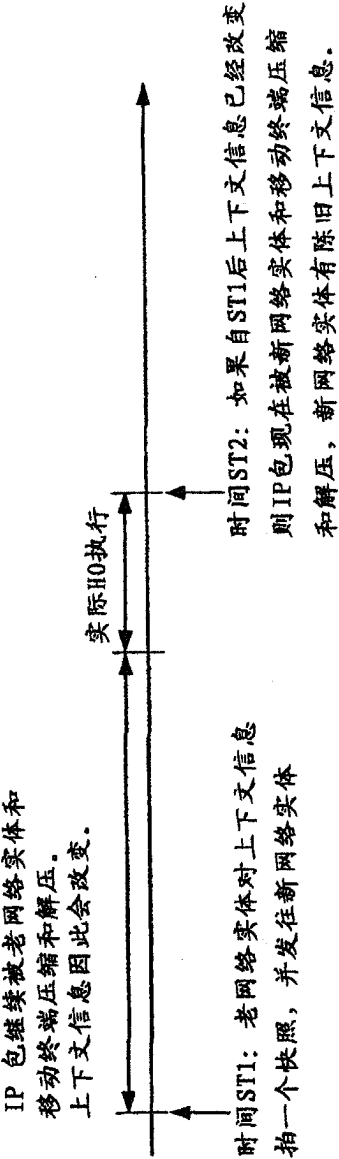 IP 包继续被老网络实体和
移动终端压缩和解压。
上下文信息因此会改变。
实际HO执行
时间ST1: 老网络实体对上下文信息
拍一个快照, 并发往新网络实体
时间ST2: 如果自ST1后上下文信息已经改变
则IP包现在被新网络实体和移动终端压缩
和解压, 新网络实体有陈旧上下文信息。